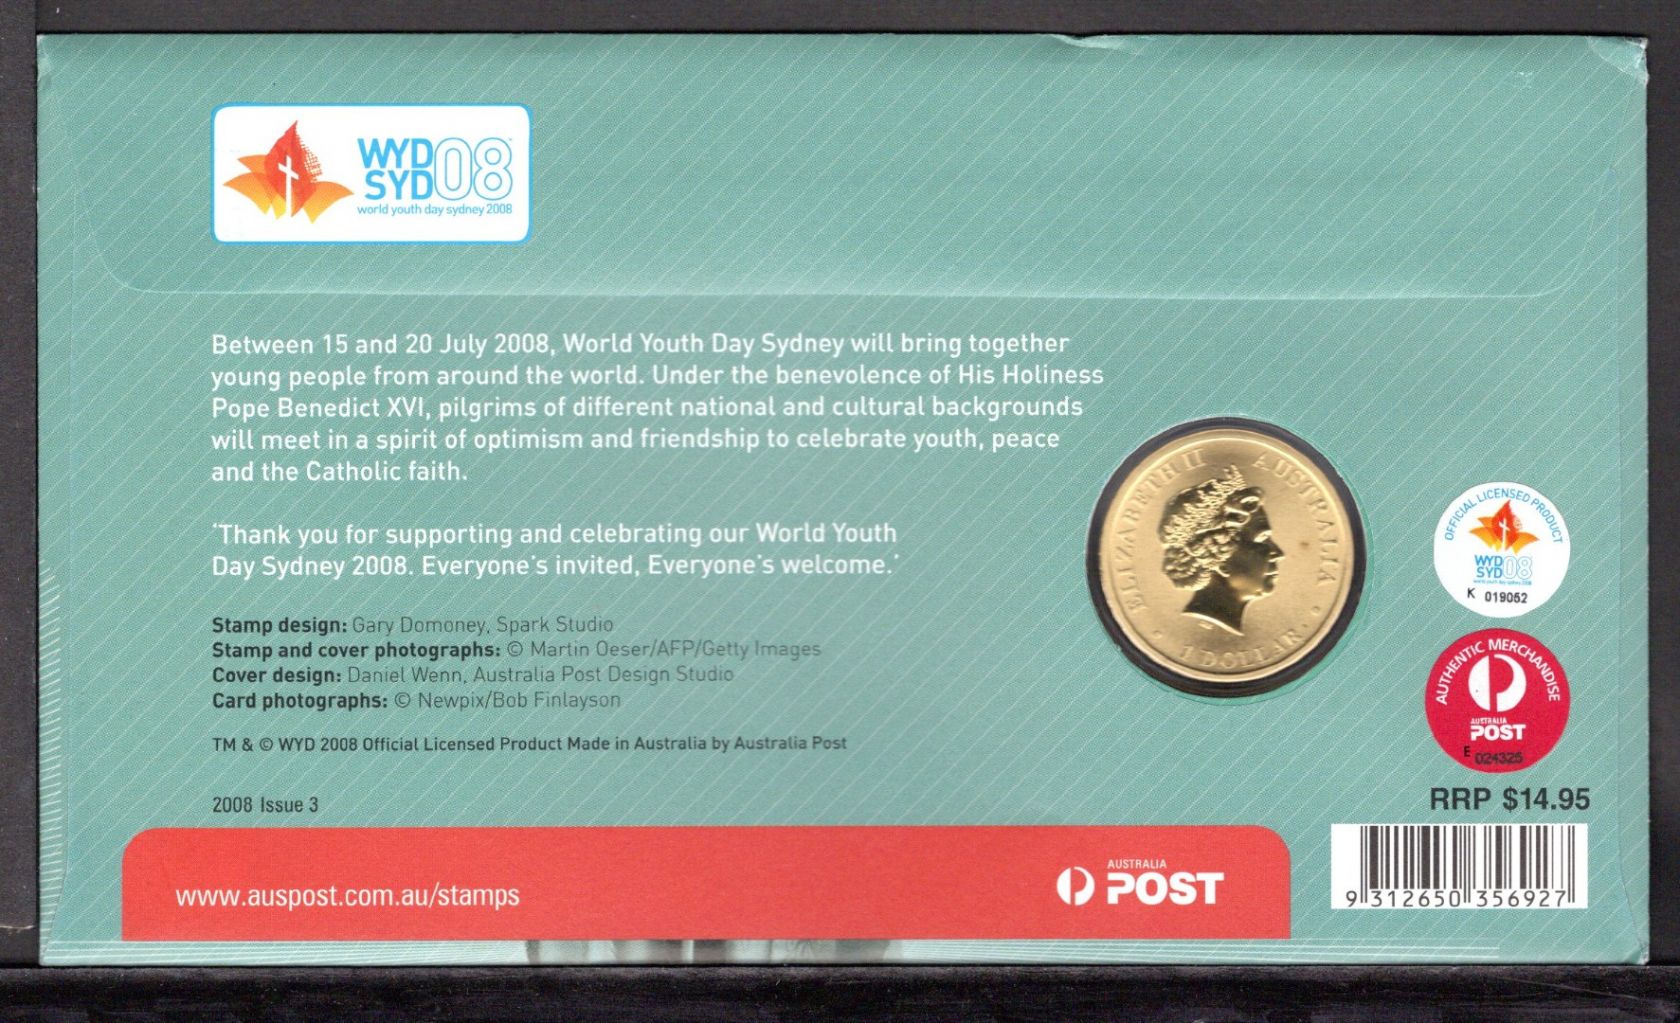 WYD
SYD08
world youth day sydney 2008
Between 15 and 20 July 2008, World Youth Day Sydney will bring together
young people from around the world. Under the benevolence of His Holiness
Pope Benedict XVI, pilgrims of different national and cultural backgrounds
will meet in a spirit of optimism and friendship to celebrate youth, peace
and the Catholic faith.
‘Thank you for supporting and celebrating our World Youth
Day Sydney 2008. Everyone’s invited, Everyone’s welcome.’
Stamp design: Gary Domoney, Spark Studio
Stamp and cover photographs: © Martin Oeser/AFP/Getty Images
Cover design: Daniel Wenn, Australia Post Design Studio
Card photographs: © Newpix/Bob Finlayson
TM & © WYD 2008 Official Licensed Product Made in Australia by Australia Post
2008 Issue 3
www.auspost.com.au/stamps
AUSTRALIA
POST
ELIZABETH II AUSTRALIA
1 DOLLAR
OFFICIAL LICENSED PRODUCT
WYD
SYD08
world youth day sydney 2008
K 019052
AUTHENTIC MERCHANDISE
AUSTRALIA
POST
E 024325
RRP $14.95
9 312650 356927